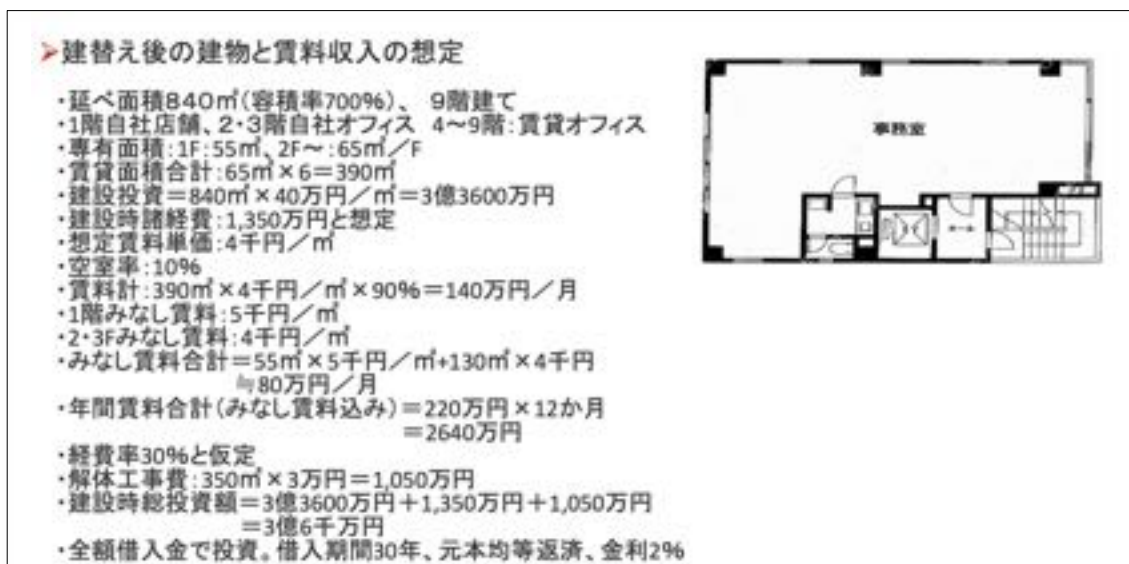 ➢建替え後の建物と賃料収入の想定
・延べ面積840㎡(容積率700%)、 9階建て
・1階自社店舗、2・3階自社オフィス 4〜9階:賃貸オフィス
・専有面積:1F:55㎡、2F〜:65㎡/F
・賃貸面積合計:65㎡×6=390㎡
・建設投資=840㎡×40万円/㎡=3億3600万円
・建設時諸経費:1,350万円と想定
・想定賃料単価:4千円/㎡
・空室率:10%
・賃料計:390㎡×4千円/㎡×90%=140万円/月
・1階みなし賃料:5千円/㎡
・2・3Fみなし賃料:4千円/㎡
・みなし賃料合計=55㎡×5千円/㎡+130㎡×4千円
≒80万円/月
・年間賃料合計(みなし賃料込み)=220万円×12か月
=2640万円
・経費率30%と仮定
・解体工事費:350㎡×3万円=1,050万円
・建設時総投資額=3億3600万円+1,350万円+1,050万円
=3億6千万円
・全額借入金で投資。借入期間30年、元本均等返済、金利2%
事務室